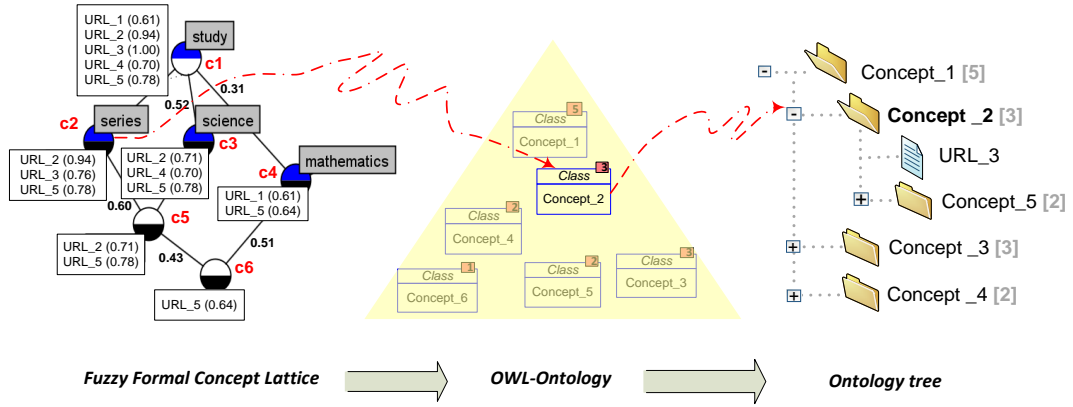 URL_1 (0.61)
URL_2 (0.94)
URL_3 (1.00)
URL_4 (0.70)
URL_5 (0.78)
study
c1
0.31
0.52
series
c2
science
c3
mathematics
c4
URL_2 (0.94)
URL_3 (0.76)
URL_5 (0.78)
URL_2 (0.71)
URL_4 (0.70)
URL_5 (0.78)
URL_1 (0.61)
URL_5 (0.64)
0.60
c5
0.51
URL_2 (0.71)
URL_5 (0.78)
0.43
c6
URL_5 (0.64)
5
Class
Concept_1
3
Class
Concept_2
2
Class
Concept_4
1
Class
Concept_6
2
Class
Concept_5
3
Class
Concept_3
Concept_1 [5]
Concept _2 [3]
URL_3
Concept_5 [2]
Concept _3 [3]
Concept _4 [2]
Fuzzy Formal Concept Lattice
OWL-Ontology
Ontology tree